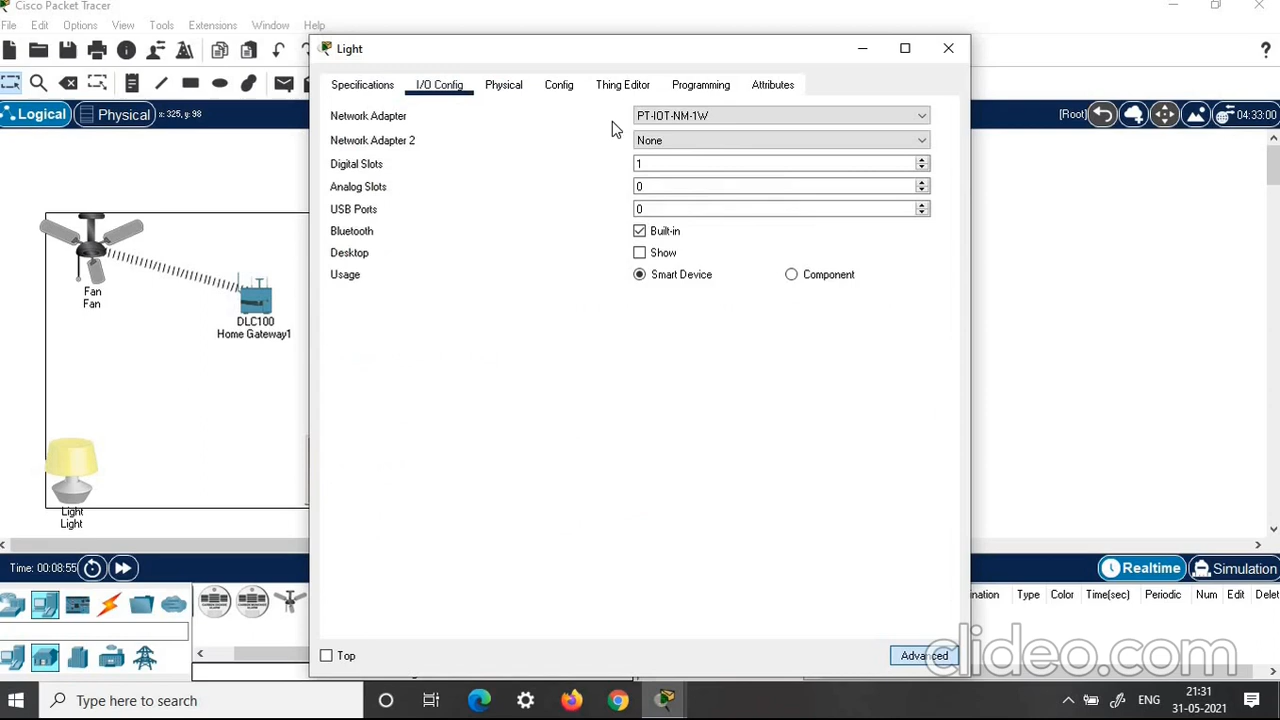 Cisco Packet Tracer
File Edit Options View Tools Extensions Window Help
Light
Specifications I/O Config Physical Config Thing Editor Programming Attributes
Logical Physical x: 325, y: 98 [Root] 04:33:00
Network Adapter PT-IOT-NM-1W
Network Adapter 2 None
Digital Slots 1
Analog Slots 0
USB Ports 0
Bluetooth Built-in
Desktop Show
Usage Smart Device Component
Fan
Fan
DLC100
Home Gateway1
Light
Light
Time: 00:08:55 Realtime Simulation
ination Type Color Time(sec) Periodic Num Edit Delet
Top Advanced
clideo.com
Type here to search ENG 21:31
31-05-2021